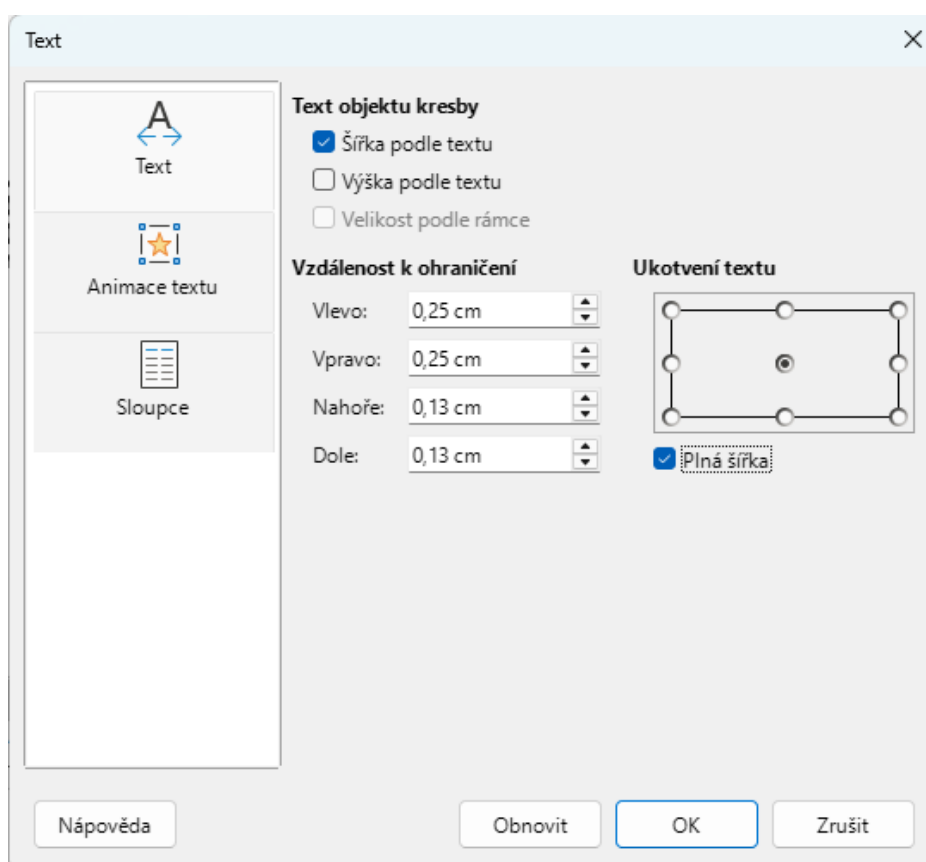 Text
Text
Animace textu
Sloupce
Text objektu kresby
Šířka podle textu
Výška podle textu
Velikost podle rámce
Vzdálenost k ohraničení
Vlevo: 0,25 cm
Vpravo: 0,25 cm
Nahoře: 0,13 cm
Dole: 0,13 cm
Ukotvení textu
Plná šířka
Nápověda
Obnovit
OK
Zrušit